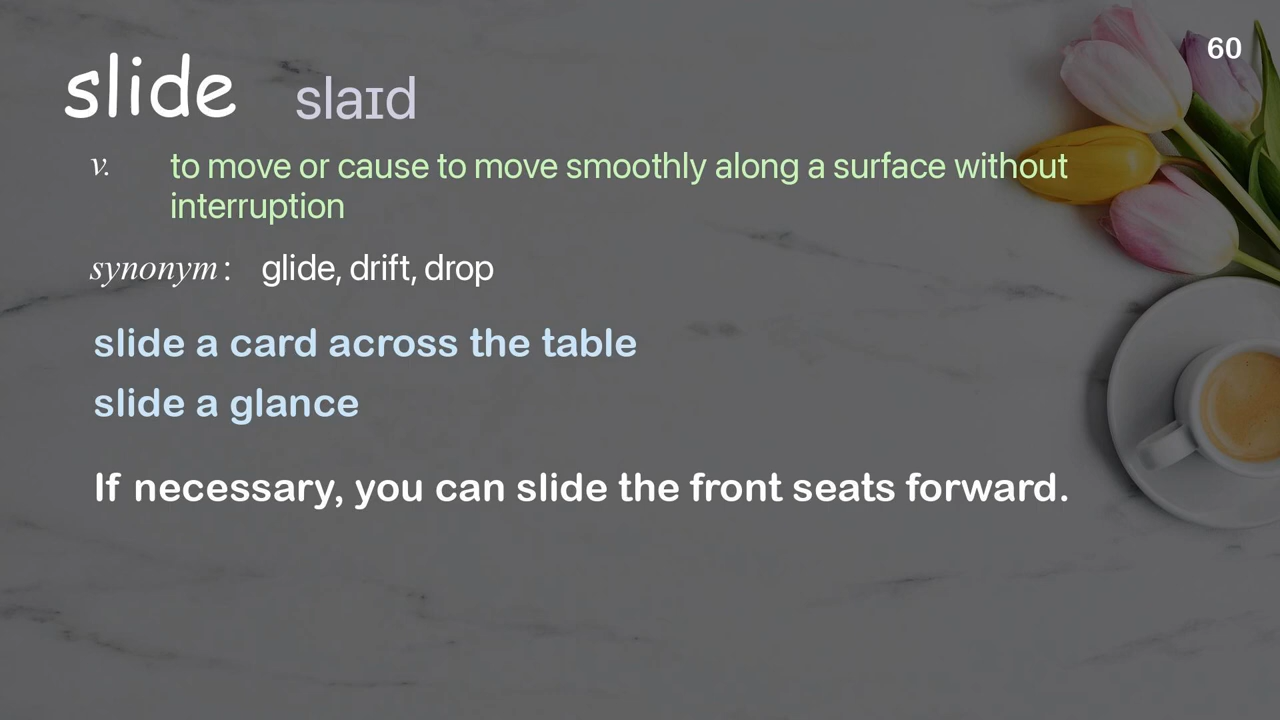 60
slide slaɪd
v. to move or cause to move smoothly along a surface without
interruption
synonym: glide, drift, drop
slide a card across the table
slide a glance
If necessary, you can slide the front seats forward.